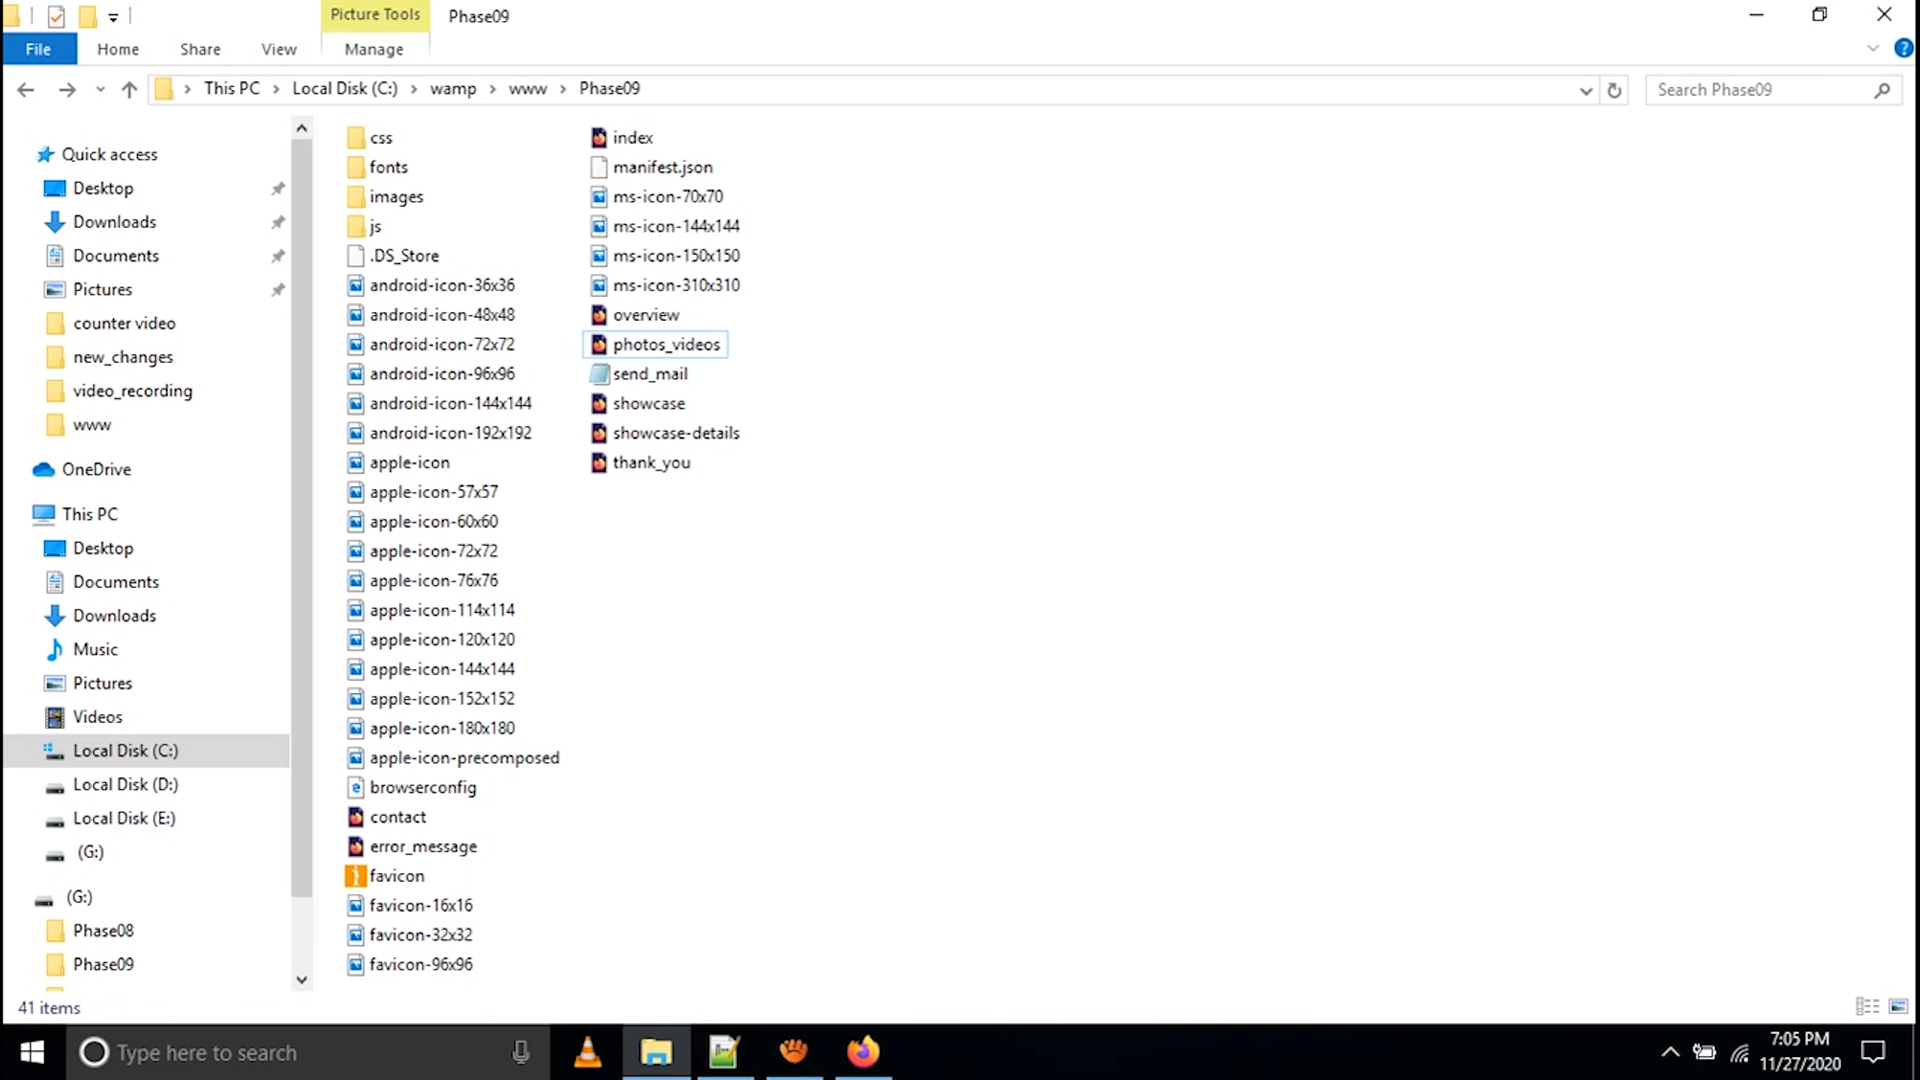 Picture Tools
Phase09
File
Home
Share
View
Manage
This PC
Local Disk (C:)
wamp
www
Phase09
Search Phase09
Quick access
Desktop
Downloads
Documents
Pictures
counter video
new_changes
video_recording
www
OneDrive
This PC
Desktop
Documents
Downloads
Music
Pictures
Videos
Local Disk (C:)
Local Disk (D:)
Local Disk (E:)
(G:)
(G:)
Phase08
Phase09
css
fonts
images
js
.DS_Store
android-icon-36x36
android-icon-48x48
android-icon-72x72
android-icon-96x96
android-icon-144x144
android-icon-192x192
apple-icon
apple-icon-57x57
apple-icon-60x60
apple-icon-72x72
apple-icon-76x76
apple-icon-114x114
apple-icon-120x120
apple-icon-144x144
apple-icon-152x152
apple-icon-180x180
apple-icon-precomposed
browserconfig
contact
error_message
favicon
favicon-16x16
favicon-32x32
favicon-96x96
index
manifest.json
ms-icon-70x70
ms-icon-144x144
ms-icon-150x150
ms-icon-310x310
overview
photos_videos
send_mail
showcase
showcase-details
thank_you
41 items
Type here to search
7:05 PM
11/27/2020